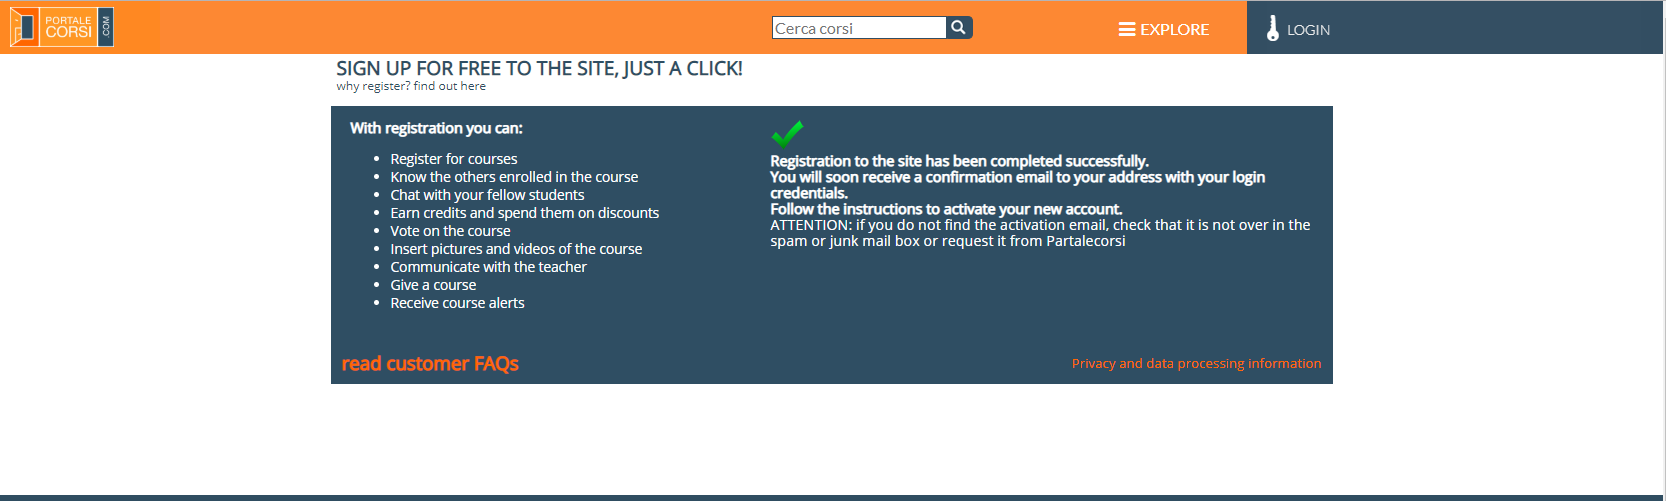 PORTALE
CORSI
.COM
Cerca corsi
EXPLORE
LOGIN
SIGN UP FOR FREE TO THE SITE, JUST A CLICK!
why register? find out here
With registration you can:
Register for courses
Know the others enrolled in the course
Chat with your fellow students
Earn credits and spend them on discounts
Vote on the course
Insert pictures and videos of the course
Communicate with the teacher
Give a course
Receive course alerts
Registration to the site has been completed successfully.
You will soon receive a confirmation email to your address with your login
credentials.
Follow the instructions to activate your new account.
ATTENTION: if you do not find the activation email, check that it is not over in the
spam or junk mail box or request it from Partalecorsi
read customer FAQs
Privacy and data processing information